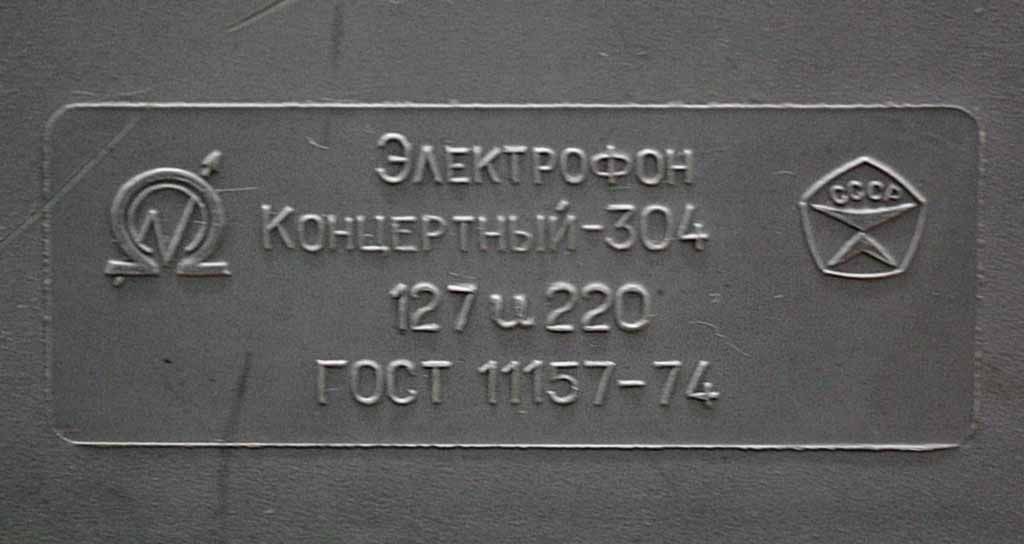 Электрофон
СССР
Концертный-304
127 и 220
ГОСТ 11157-74